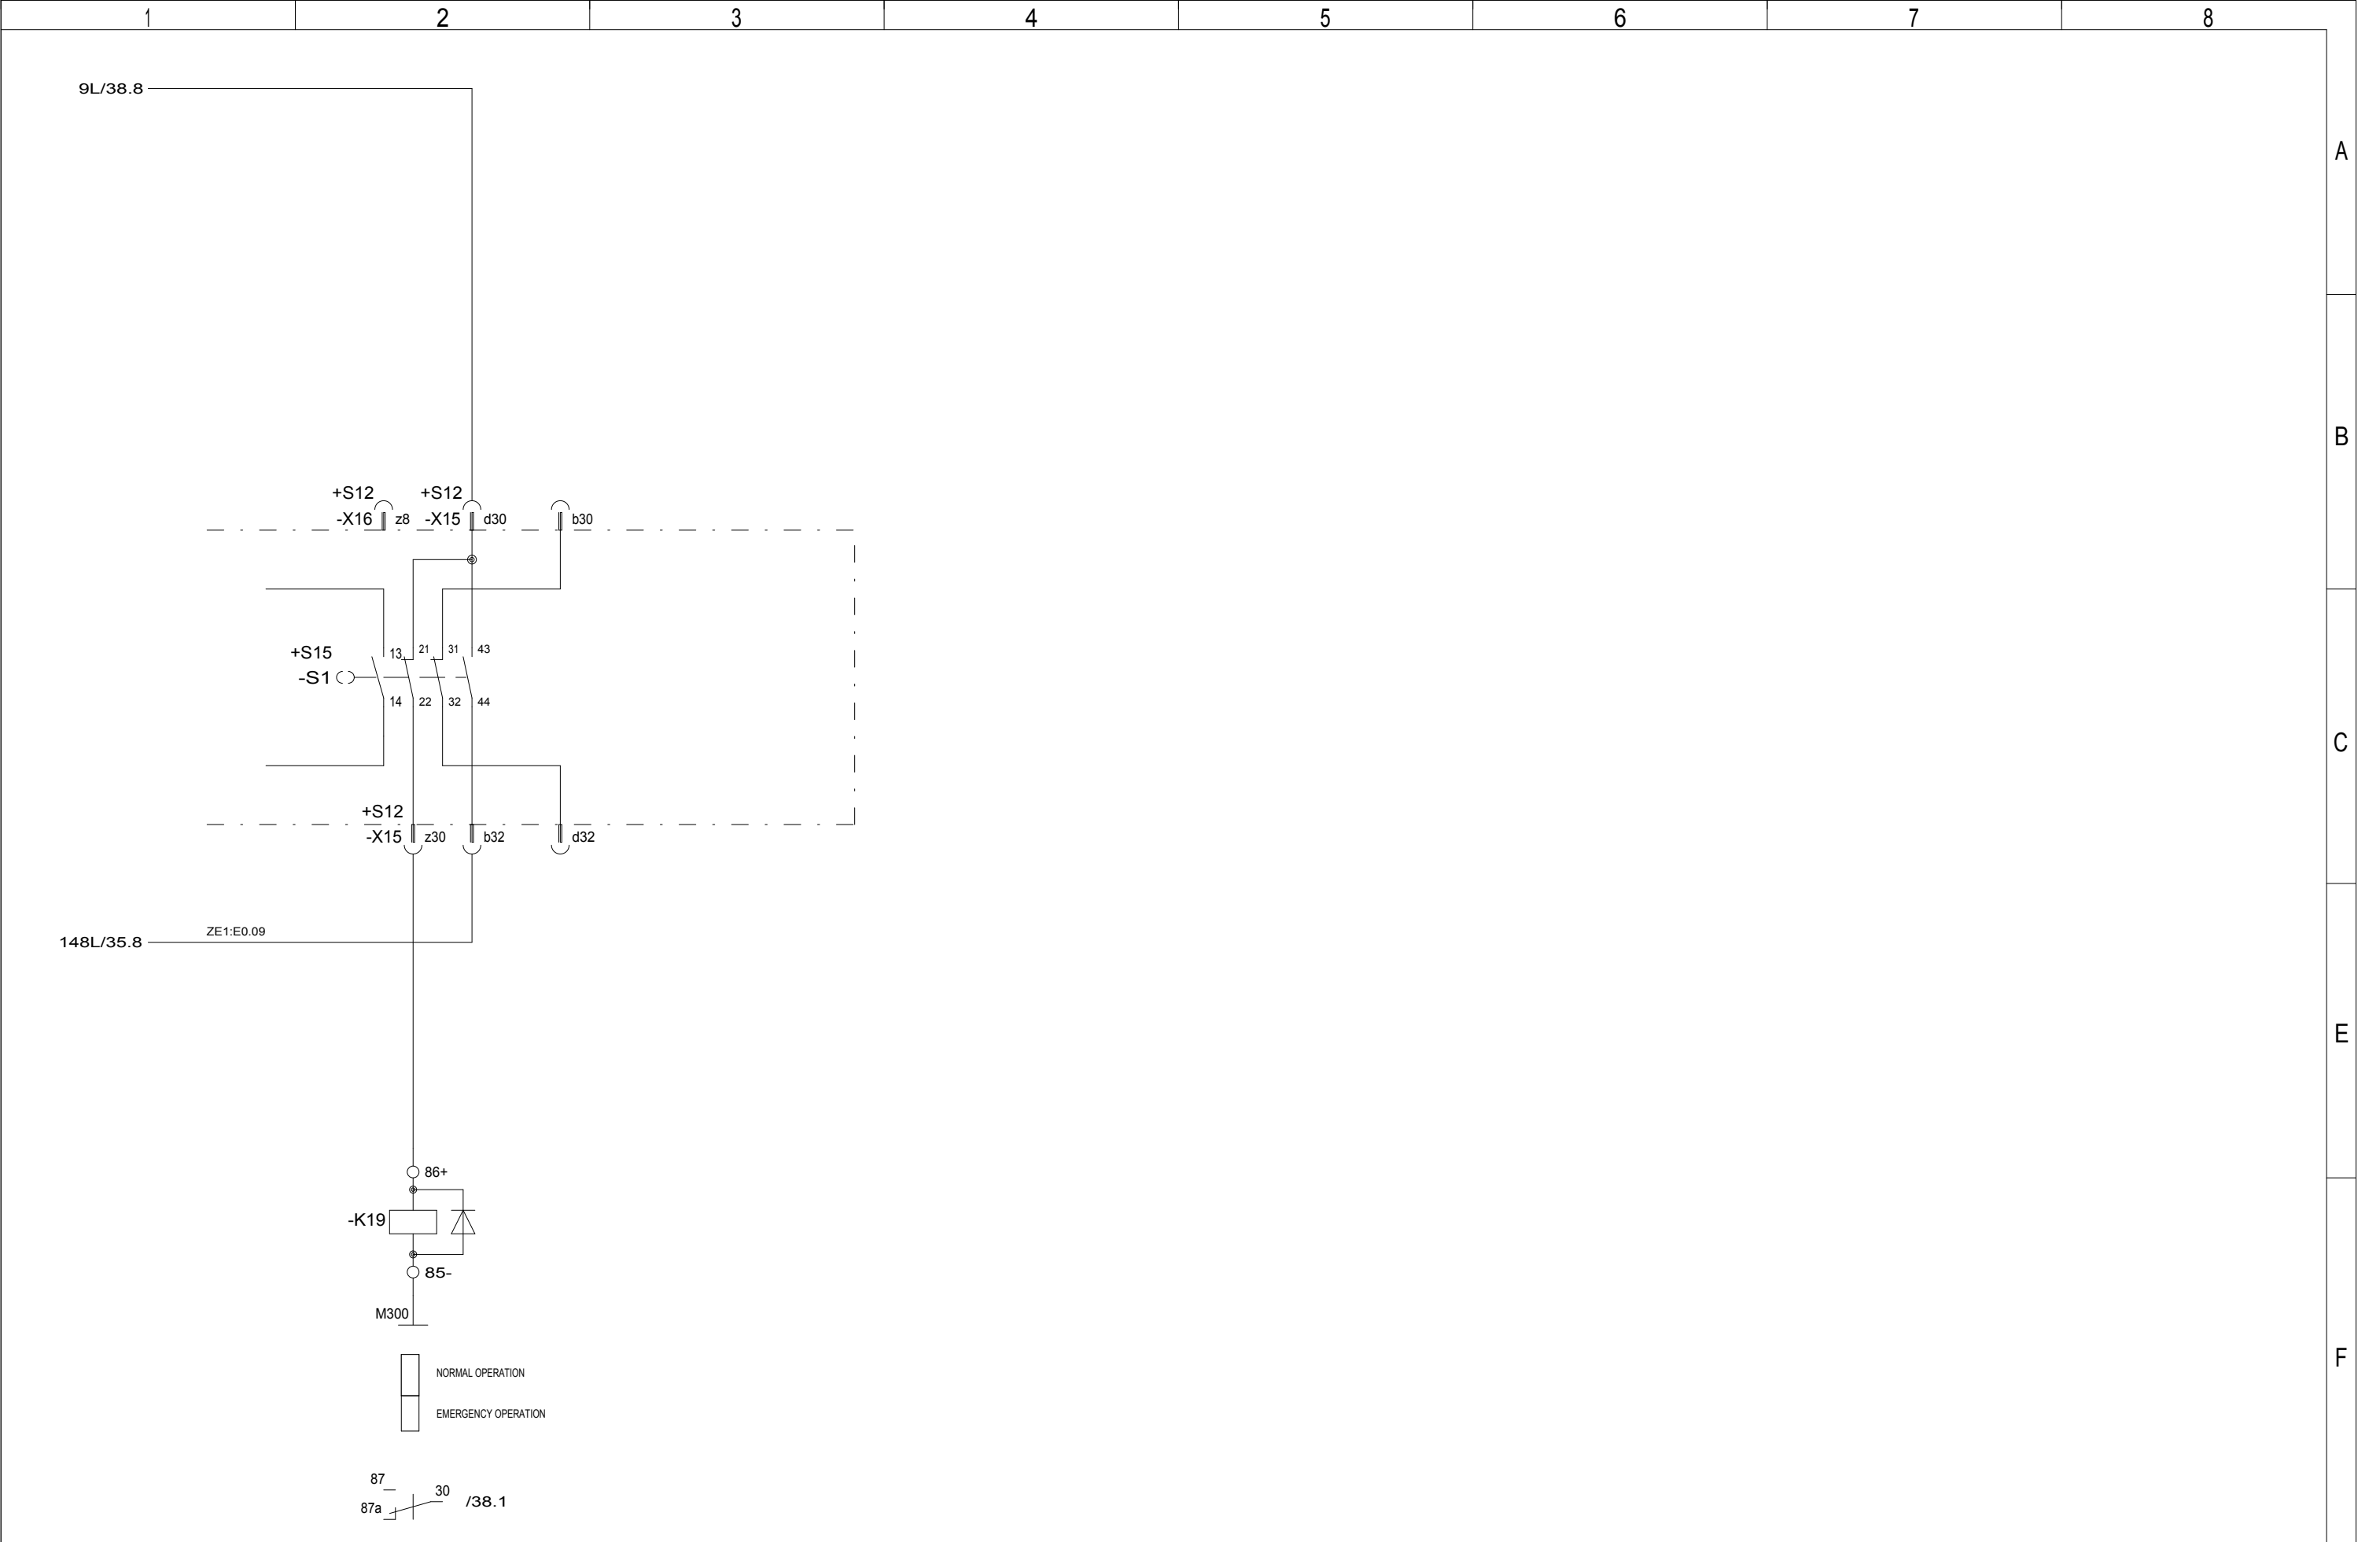 1 2 3 4 5 6 7 8
9L/38.8
A
B
+S12 +S12
-X16 z8 -X15 d30 b30
+S15 13 21 31 43
-S1
14 22 32 44
C
+S12
-X15 z30 b32 d32
ZE1:E0.09
148L/35.8
E
86+
-K19
85-
M300
F
NORMAL OPERATION
EMERGENCY OPERATION
87
30 /38.1
87a